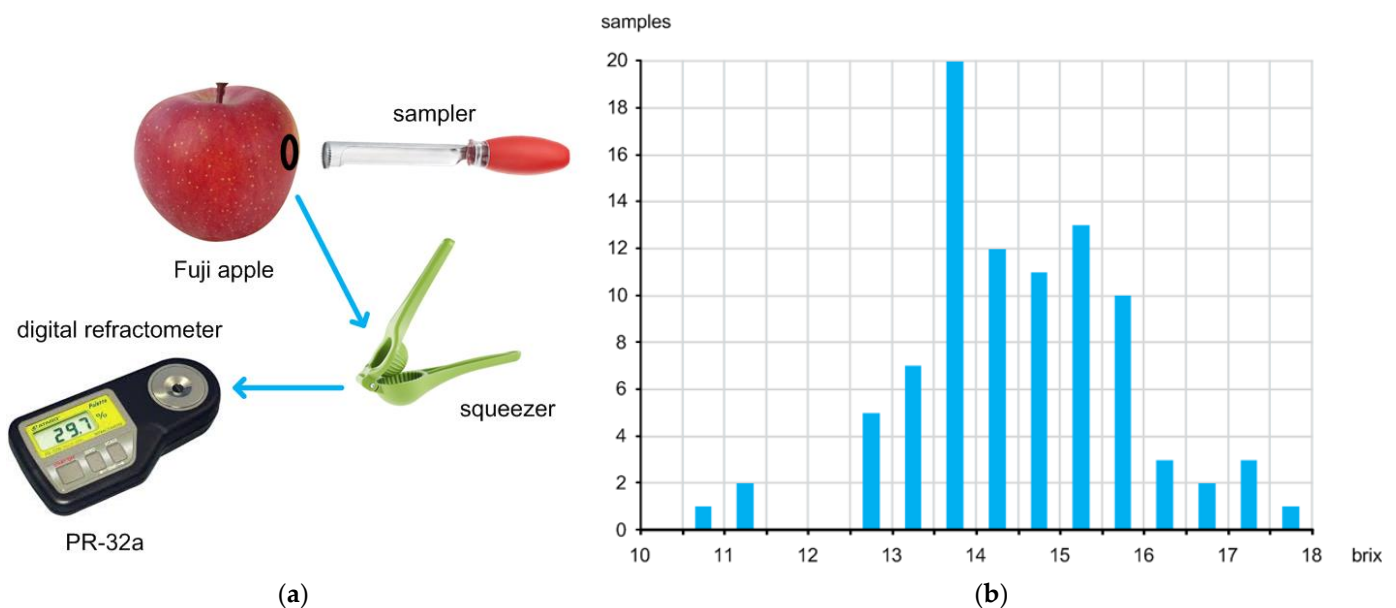 sampler
Fuji apple
digital refractometer
29.7 %
squeezer
PR-32a
(a)
samples
20
18
16
14
12
10
8
6
4
2
0
10 11 12 13 14 15 16 17 18 brix
(b)